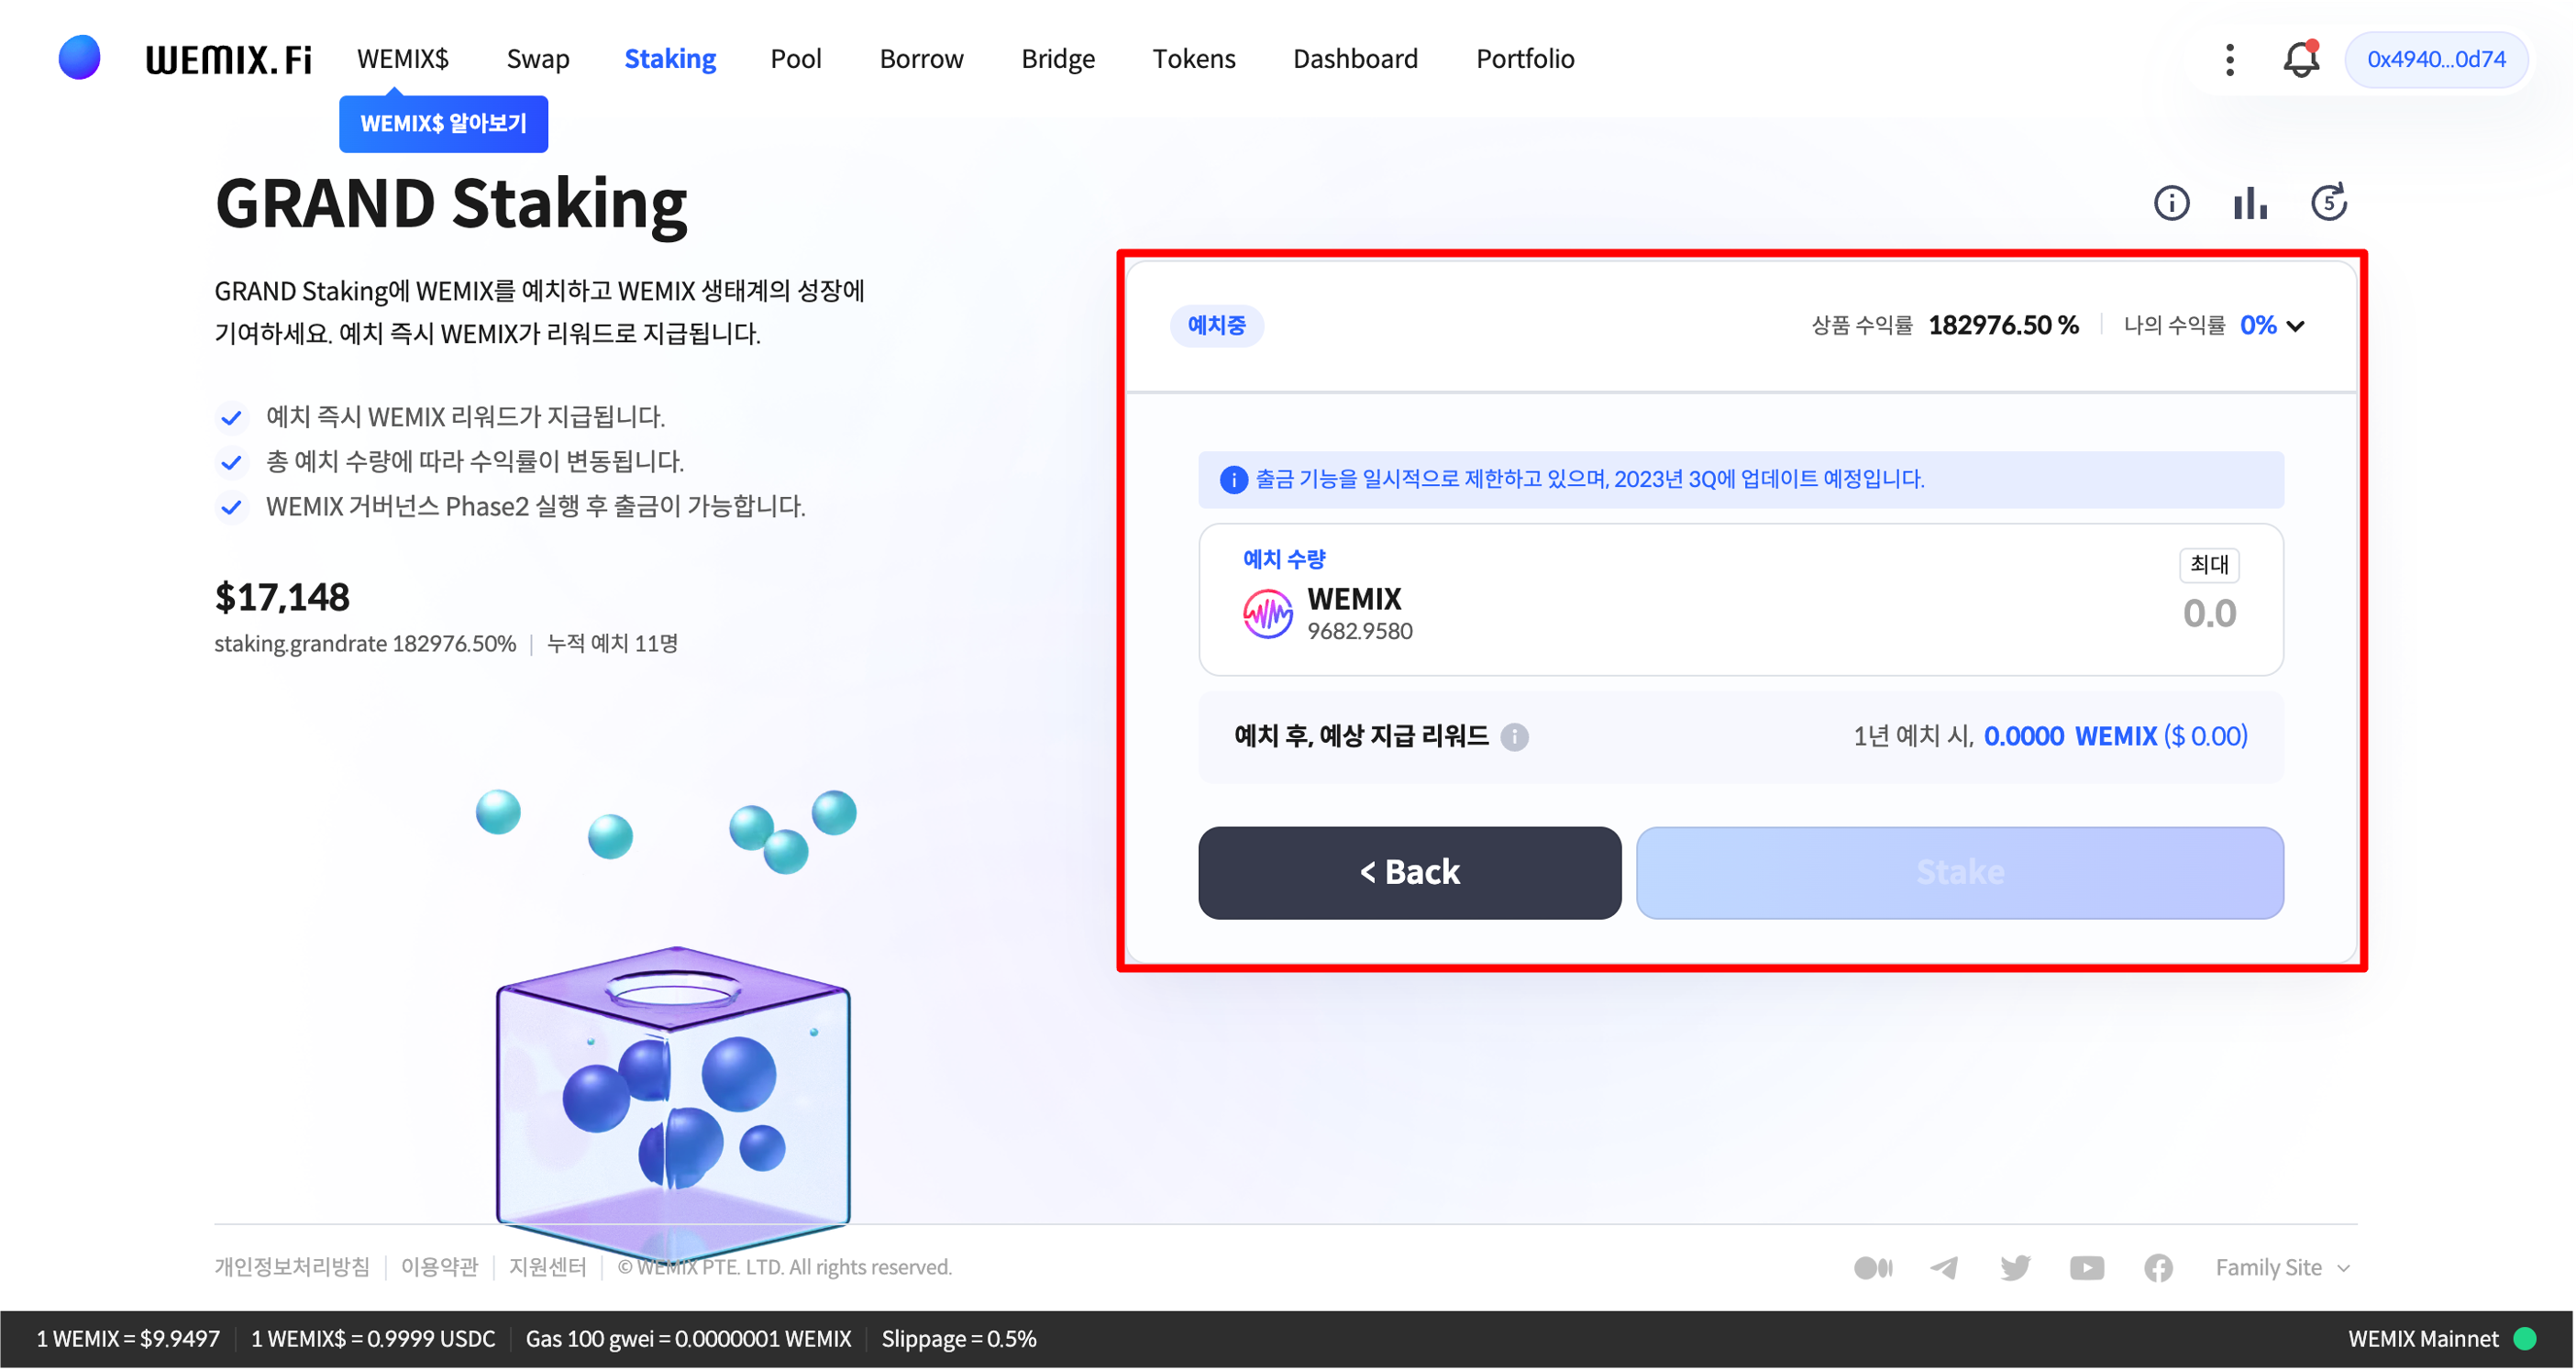 WEMIX.Fi WEMIX$ Swap Staking Pool Borrow Bridge Tokens Dashboard Portfolio 0x4940...0d74
WEMIX$ 알아보기
GRAND Staking
5
GRAND Staking에 WEMIX를 예치하고 WEMIX 생태계의 성장에
기여하세요. 예치 즉시 WEMIX가 리워드로 지급됩니다.
예치 즉시 WEMIX 리워드가 지급됩니다.
총 예치 수량에 따라 수익률이 변동됩니다.
WEMIX 거버넌스 Phase2 실행 후 출금이 가능합니다.
$17,148
staking.grandrate 182976.50% 누적 예치 11명
예치중 상품 수익률 182976.50 % 나의 수익률 0%
출금 기능을 일시적으로 제한하고 있으며, 2023년 3Q에 업데이트 예정입니다.
예치 수량 최대
WEMIX
9682.9580
0.0
예치 후, 예상 지급 리워드 1년 예치 시, 0.0000 WEMIX ($ 0.00)
< Back Stake
개인정보처리방침 이용약관 지원센터 © WEMIX PTE. LTD. All rights reserved. Family Site
1 WEMIX = $9.9497 1 WEMIX$ = 0.9999 USDC Gas 100 gwei = 0.0000001 WEMIX Slippage = 0.5% WEMIX Mainnet